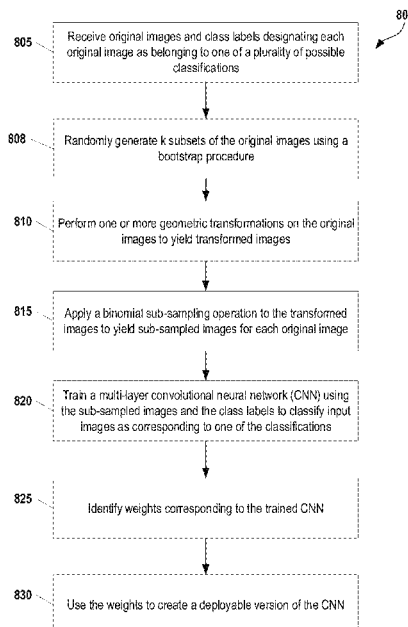 80
805
Receive original images and class labels designating each
original image as belonging to one of a plurality of possible
classifications
808
Randomly generate k subsets of the original images using a
bootstrap procedure
810
Perform one or more geometric transformations on the original
images to yield transformed images
815
Apply a binomial sub-sampling operation to the transformed
images to yield sub-sampled images for each original image
820
Train a multi-layer convolutional neural network (CNN) using
the sub-sampled images and the class labels to classify input
images as corresponding to one of the classifications
825
Identify weights corresponding to the trained CNN
830
Use the weights to create a deployable version of the CNN